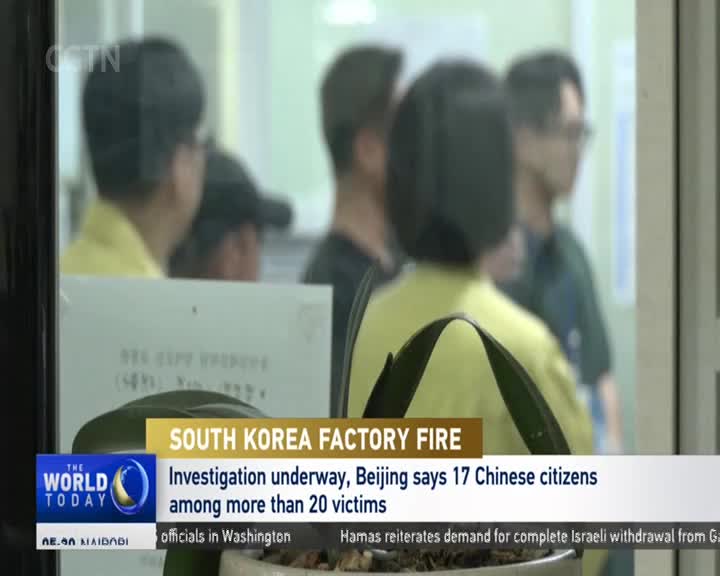 CGTN
SOUTH KOREA FACTORY FIRE
THE
WORLD
TODAY
Investigation underway, Beijing says 17 Chinese citizens
among more than 20 victims
officials in Washington Hamas reiterates demand for complete Israeli withdrawal from